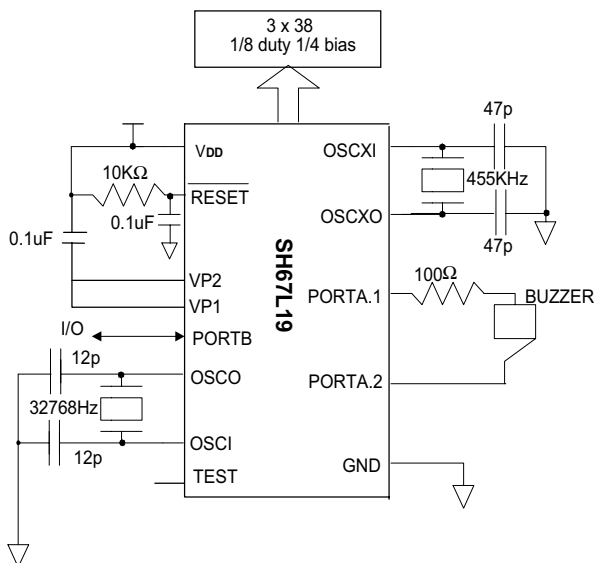 3 x 38
1/8 duty 1/4 bias
47p
VDD
OSCXI
10KΩ
RESET
455KHz
0.1uF
OSCXO
0.1uF
47p
SH67L19
VP2
100Ω
VP1
PORTA.1
BUZZER
I/O
PORTB
12p
OSCO
PORTA.2
32768Hz
OSCI
12p
GND
TEST